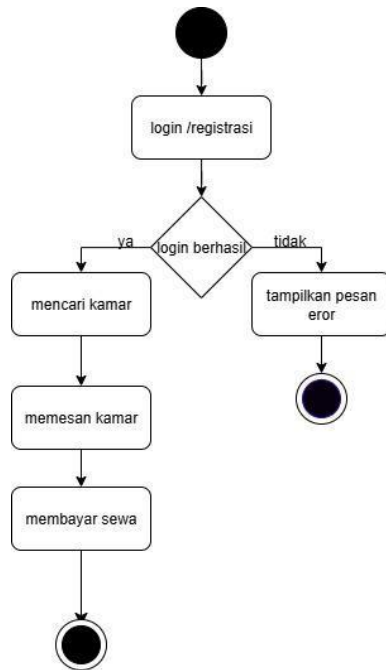 login /registrasi
login berhasil
ya
tidak
mencari kamar
tampilkan pesan
eror
memesan kamar
membayar sewa